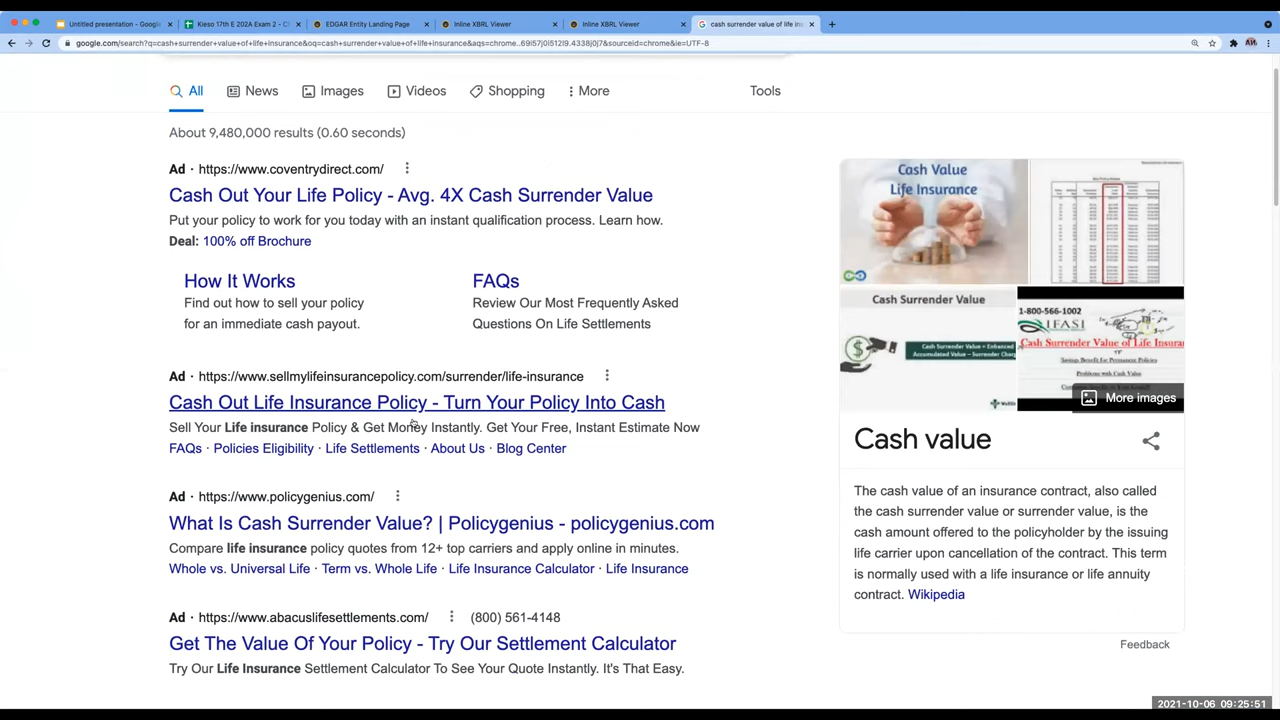 Untitled presentation - Google
Kieso 17th E 202A Exam 2 - C
EDGAR Entity Landing Page
Inline XBRL Viewer
Inline XBRL Viewer
cash surrender value of life in
google.com/search?q=cash+surrender+value+of+life+insurance&oq=cash+surrender+value+of+life+insurance&aqs=chrome..69i57j0i512l9.4338j0j7&sourceid=chrome&ie=UTF-8
All News Images Videos Shopping More Tools
About 9,480,000 results (0.60 seconds)
Ad · https://www.coventrydirect.com/
Cash Out Your Life Policy - Avg. 4X Cash Surrender Value
Put your policy to work for you today with an instant qualification process. Learn how.
Deal: 100% off Brochure
How It Works
Find out how to sell your policy
for an immediate cash payout.
FAQs
Review Our Most Frequently Asked
Questions On Life Settlements
Ad · https://www.sellmylifeinsurancepolicy.com/surrender/life-insurance
Cash Out Life Insurance Policy - Turn Your Policy Into Cash
Sell Your Life insurance Policy & Get Money Instantly. Get Your Free, Instant Estimate Now
FAQs · Policies Eligibility · Life Settlements · About Us · Blog Center
Ad · https://www.policygenius.com/
What Is Cash Surrender Value? | Policygenius - policygenius.com
Compare life insurance policy quotes from 12+ top carriers and apply online in minutes.
Whole vs. Universal Life · Term vs. Whole Life · Life Insurance Calculator · Life Insurance
Ad · https://www.abacuslifesettlements.com/ (800) 561-4148
Get The Value Of Your Policy - Try Our Settlement Calculator
Try Our Life Insurance Settlement Calculator To See Your Quote Instantly. It's That Easy.
Cash Value
Life Insurance
Cash Surrender Value
Cash Surrender Value = Enhanced
Accumulated Value - Surrender Char
1-800-566-1002
IFASI
Cash Surrender Value of Life Insuran
Savings Benefit for Permanent Policies
Problems with Cash Value
More images
Cash value
The cash value of an insurance contract, also called
the cash surrender value or surrender value, is the
cash amount offered to the policyholder by the issuing
life carrier upon cancellation of the contract. This term
is normally used with a life insurance or life annuity
contract. Wikipedia
Feedback
2021-10-06 09:25:51